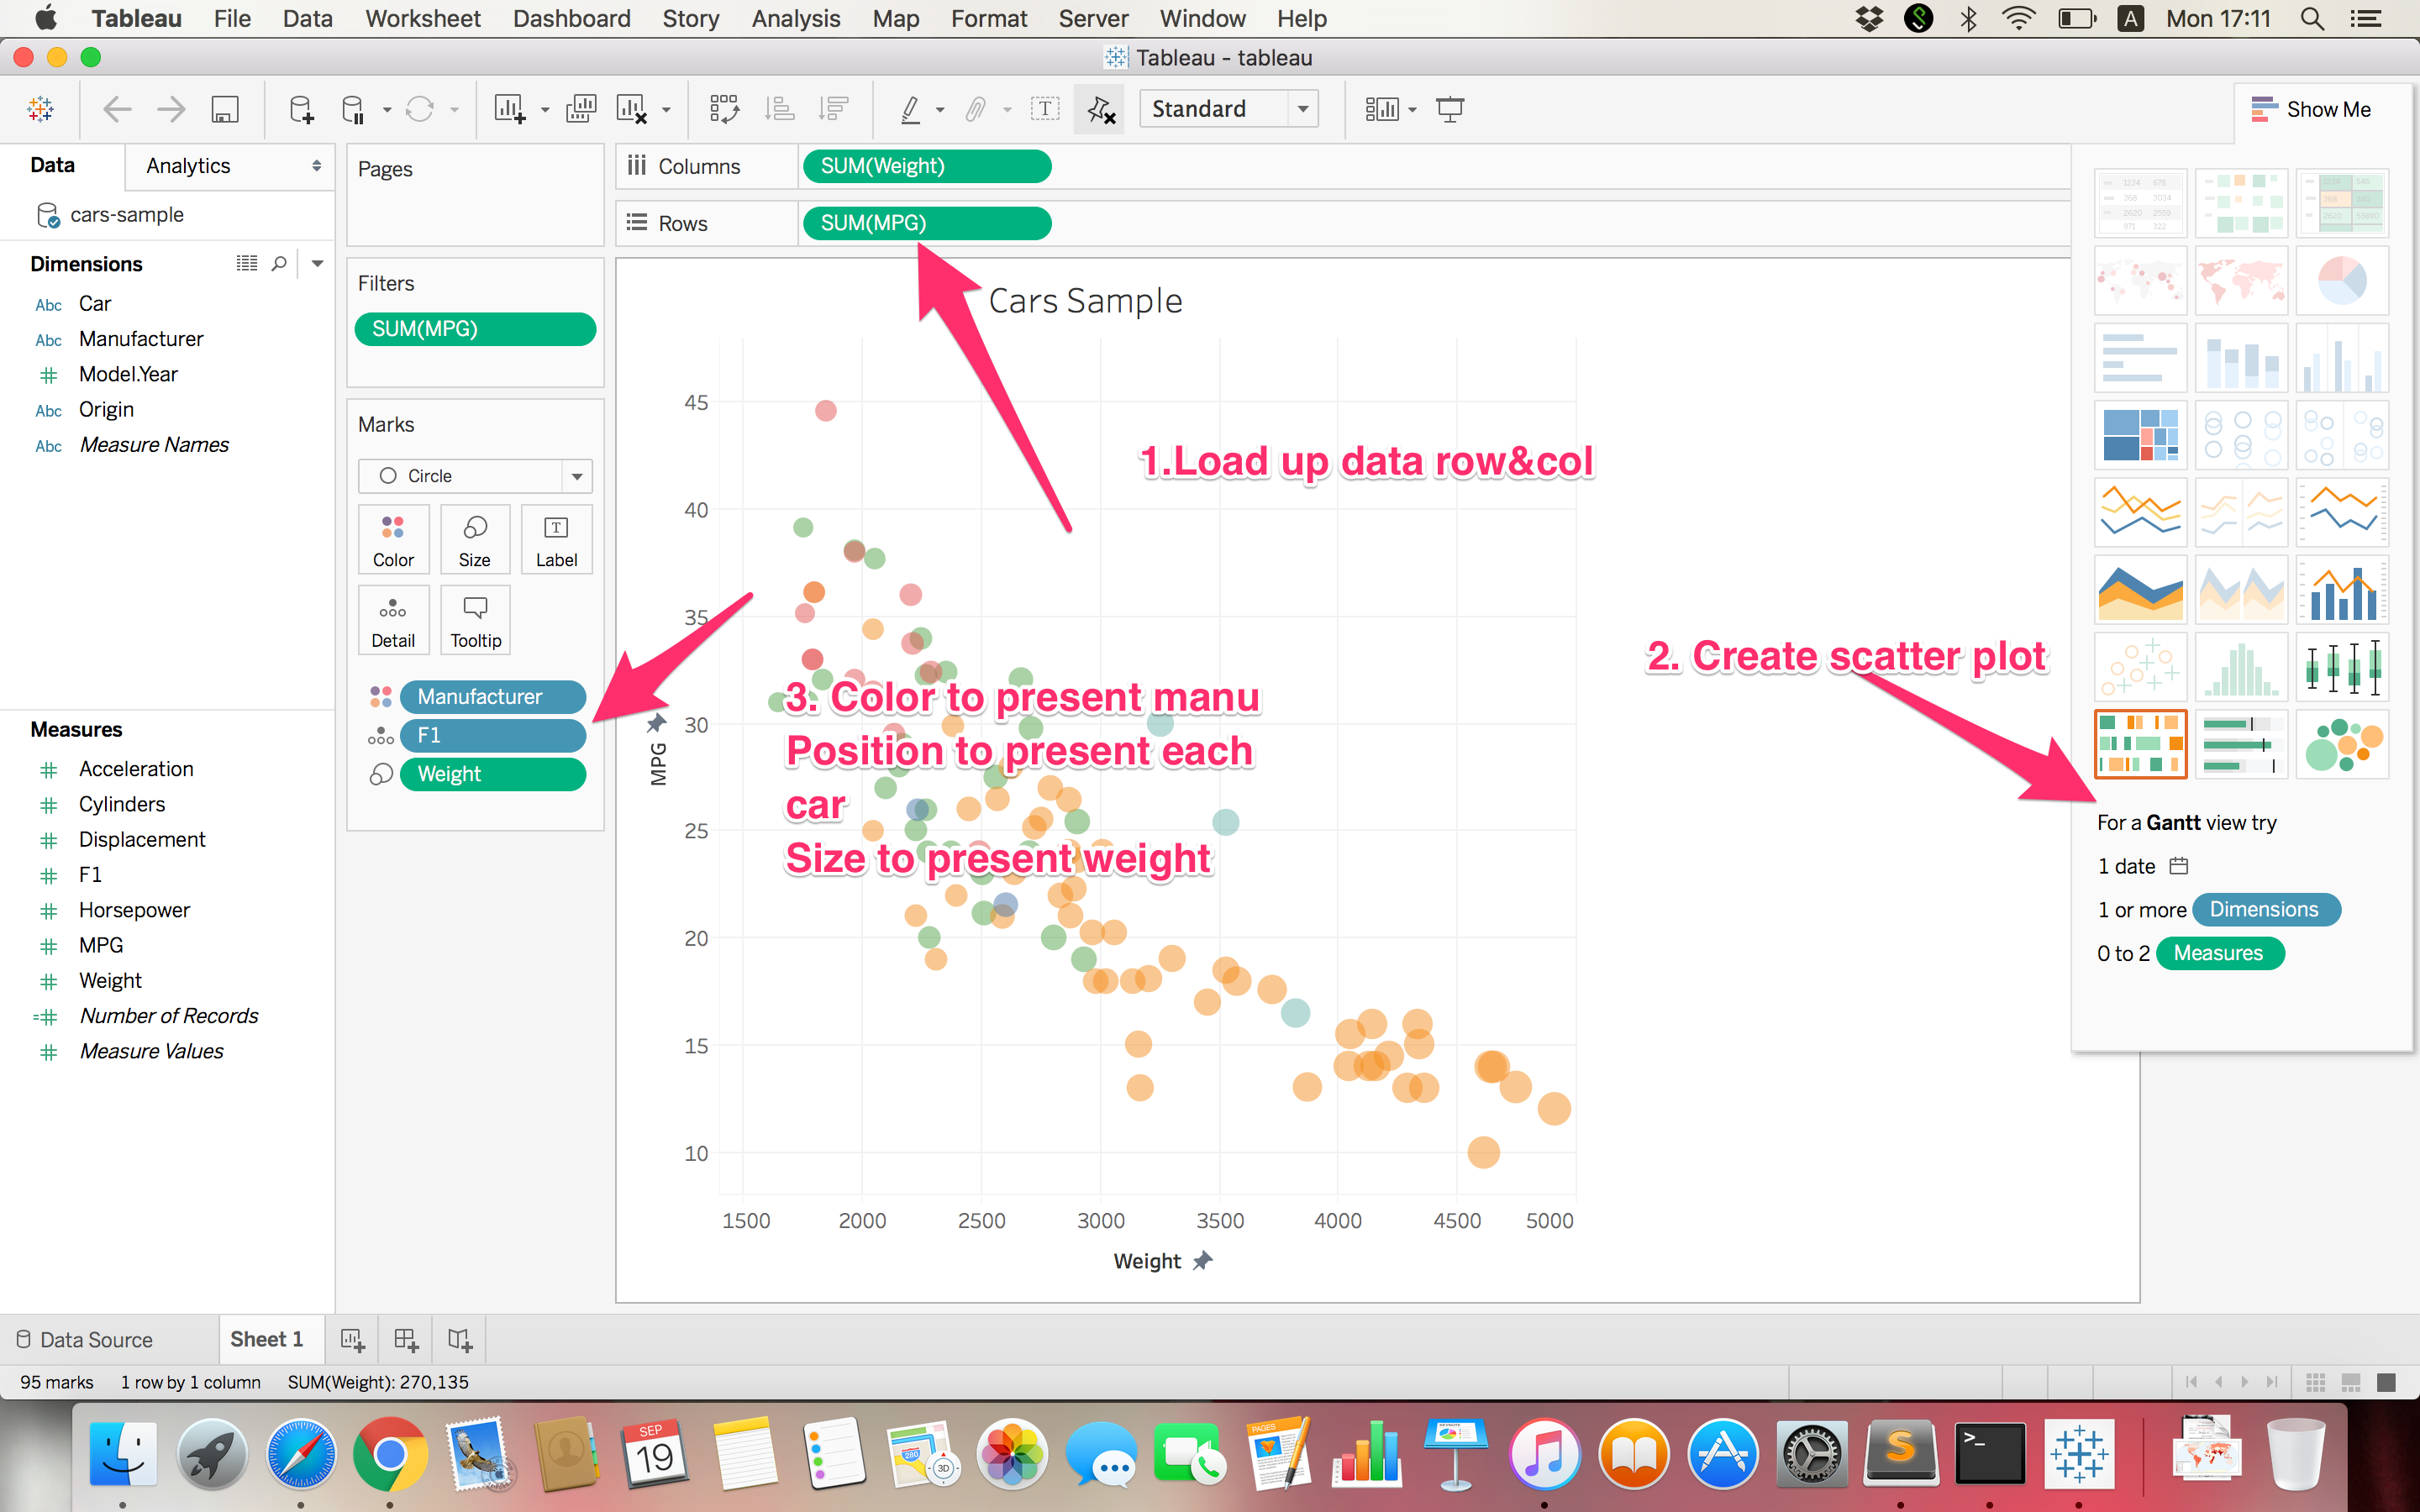 Tableau File Data Worksheet Dashboard Story Analysis Map Format Server Window Help A Mon 17:11
Tableau - tableau
Standard
Show Me
Data Analytics
cars-sample
Dimensions
Abc Car
Abc Manufacturer
Model.Year
Abc Origin
Abc Measure Names
Measures
Acceleration
Cylinders
Displacement
F1
Horsepower
MPG
Weight
Number of Records
Measure Values
Pages
Filters
SUM(MPG)
Marks
Circle
Color Size Label
Detail Tooltip
Manufacturer
F1
Weight
Columns SUM(Weight)
Rows SUM(MPG)
Cars Sample
45
40
35
30
25
20
15
10
MPG
1500 2000 2500 3000 3500 4000 4500 5000
Weight
1.Load up data row&col
2. Create scatter plot
3. Color to present manu
Position to present each
car
Size to present weight
For a Gantt view try
1 date
1 or more Dimensions
0 to 2 Measures
Data Source Sheet 1
95 marks 1 row by 1 column SUM(Weight): 270,135
SEP
19
280
3D
PAGES